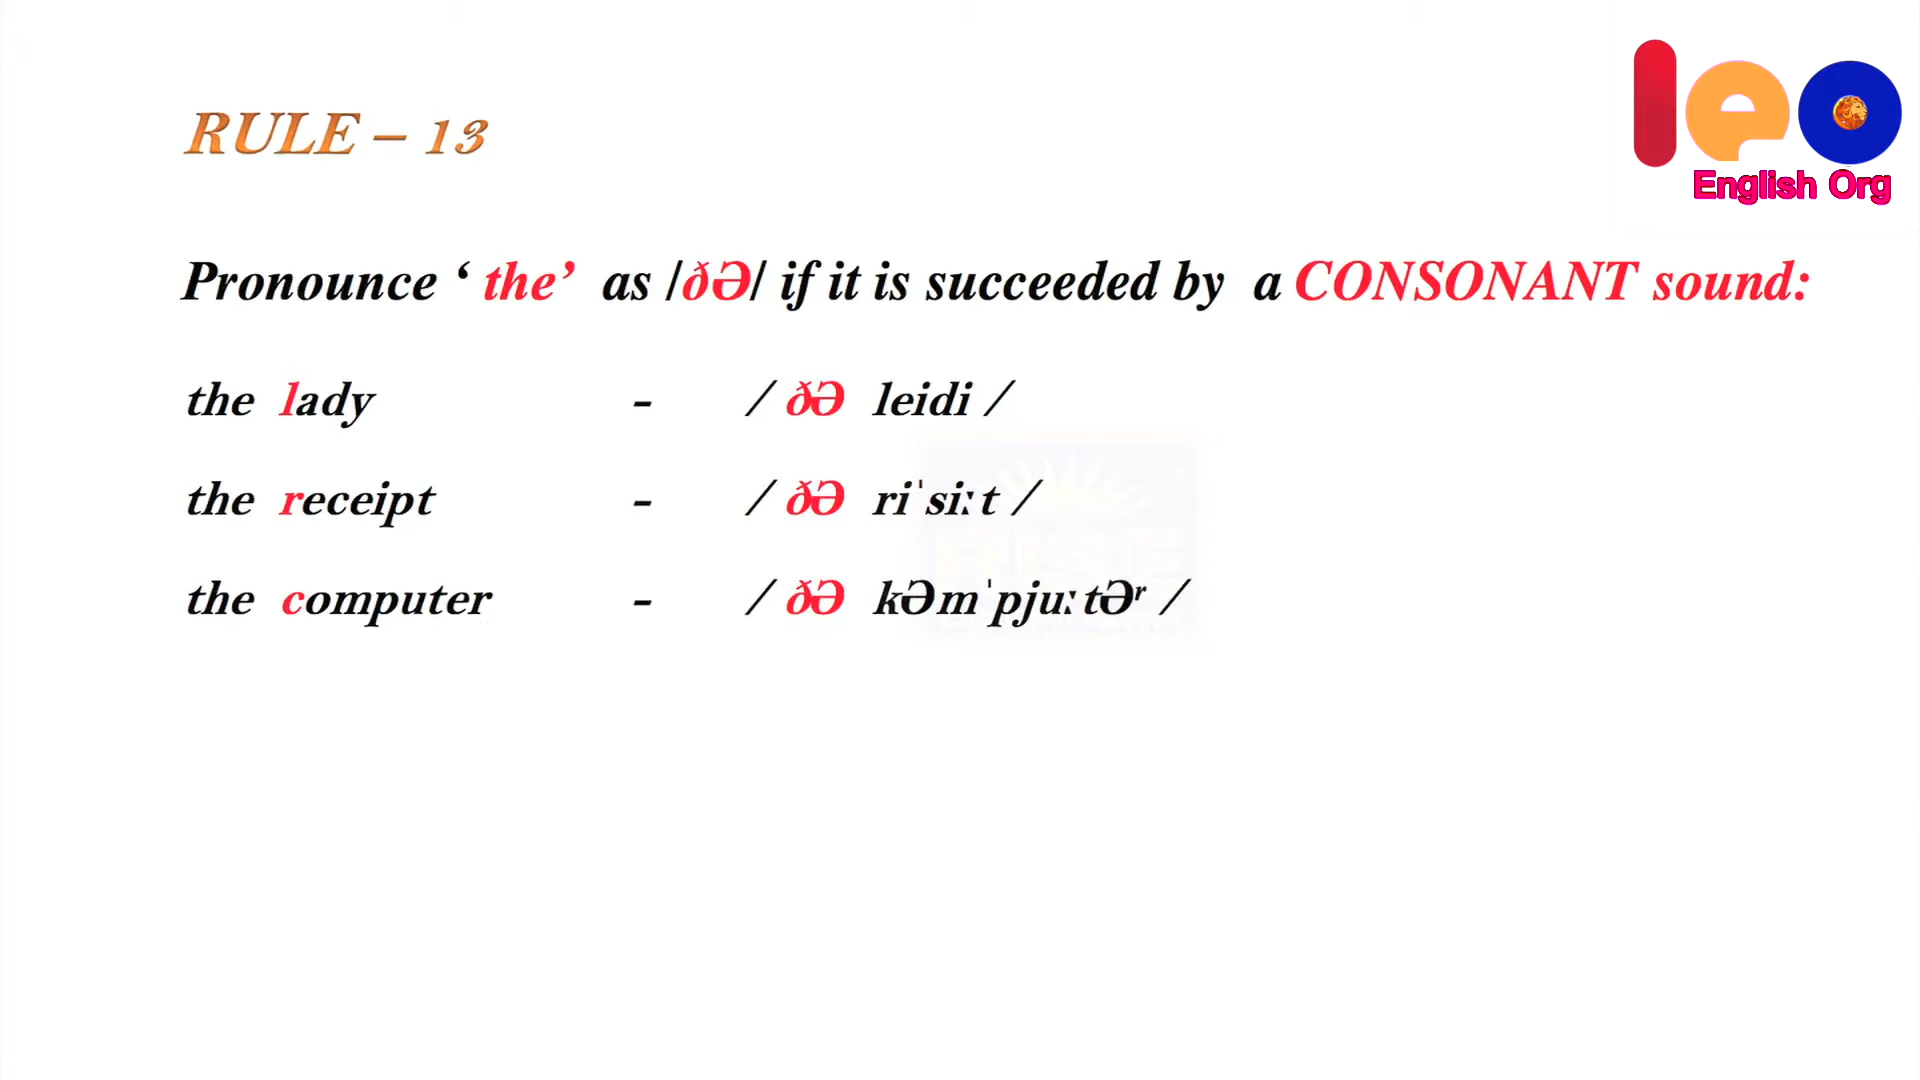 leo
English Org
RULE – 13
Pronounce ‘ the’ as /ðƏ/ if it is succeeded by a CONSONANT sound:
the lady - / ðƏ leidi /
the receipt - / ðƏ riˈsiːt /
the computer - / ðƏ kƏmˈpjuːtƏʳ /